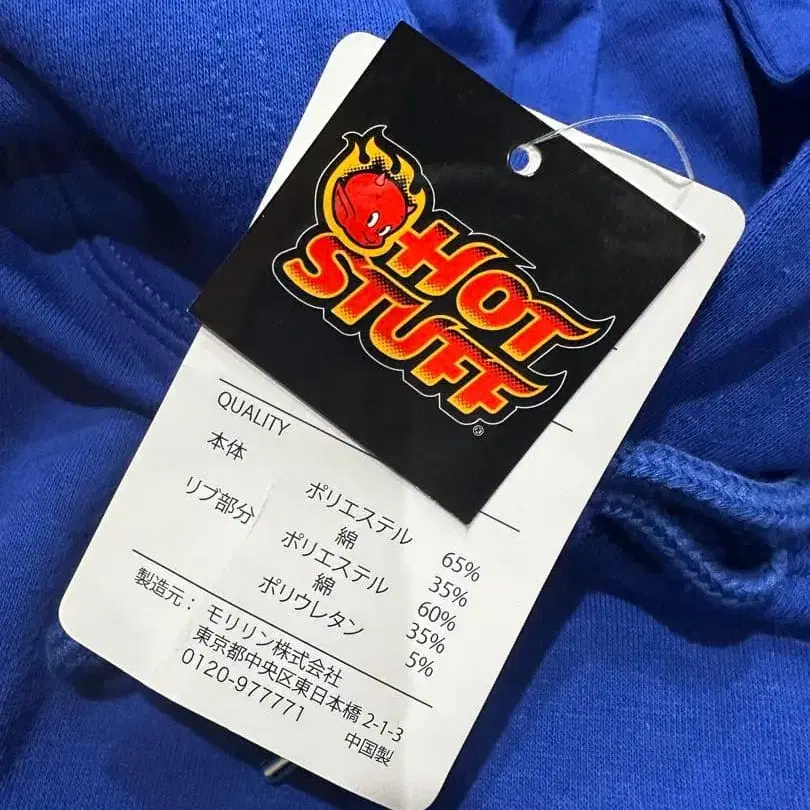 HOT
STUFF
®
QUALITY
本体 ポリエステル 65%
綿 35%
リブ部分 ポリエステル 60%
綿 35%
ポリウレタン 5%
製造元： モリリン株式会社
東京都中央区東日本橋 2-1-3
0120-977771
中国製